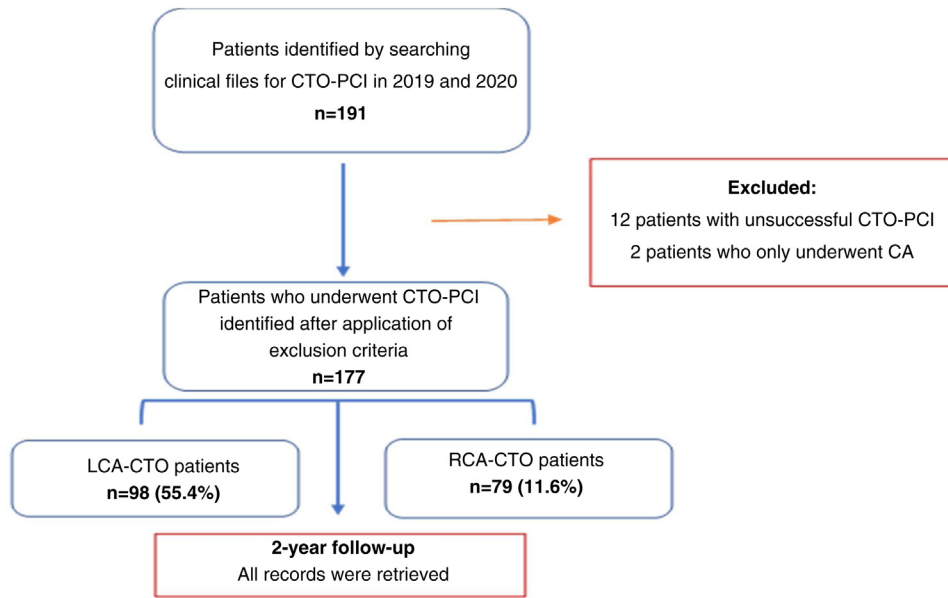 Patients identified by searching
clinical files for CTO-PCI in 2019 and 2020
n=191
Excluded:
12 patients with unsuccessful CTO-PCI
2 patients who only underwent CA
Patients who underwent CTO-PCI
identified after application of
exclusion criteria
n=177
LCA-CTO patients
n=98 (55.4%)
RCA-CTO patients
n=79 (11.6%)
2-year follow-up
All records were retrieved